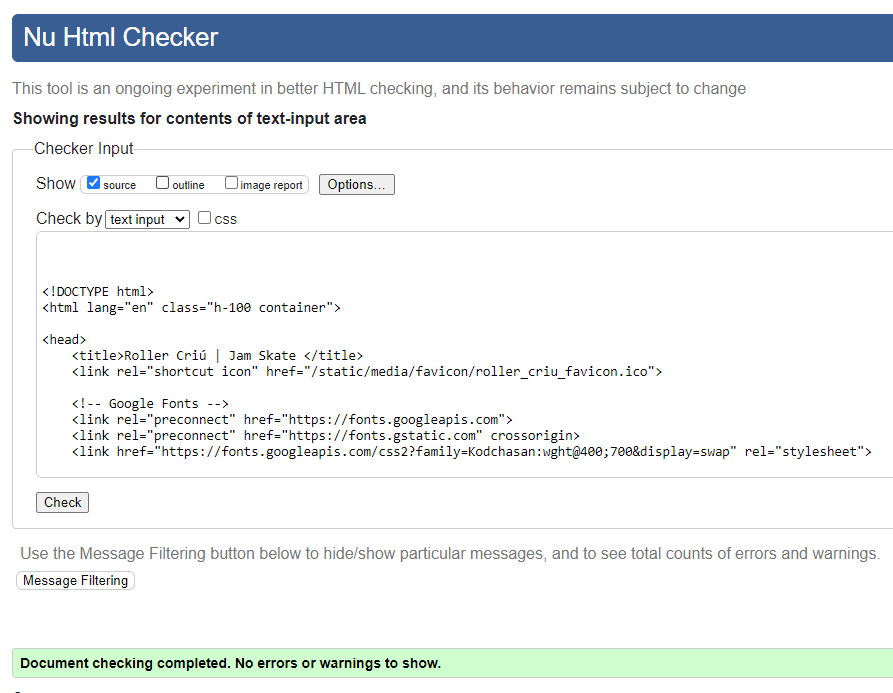 Nu Html Checker
This tool is an ongoing experiment in better HTML checking, and its behavior remains subject to change
Showing results for contents of text-input area
Checker Input
Show source outline image report Options...
Check by text input css
<!DOCTYPE html>
<html lang="en" class="h-100 container">
<head>
<title>Roller Criú | Jam Skate </title>
<link rel="shortcut icon" href="/static/media/favicon/roller_criu_favicon.ico">
<!-- Google Fonts -->
<link rel="preconnect" href="https://fonts.googleapis.com">
<link rel="preconnect" href="https://fonts.gstatic.com" crossorigin>
<link href="https://fonts.googleapis.com/css2?family=Kodchasan:wght@400;700&display=swap" rel="stylesheet">
Check
Use the Message Filtering button below to hide/show particular messages, and to see total counts of errors and warnings.
Message Filtering
Document checking completed. No errors or warnings to show.